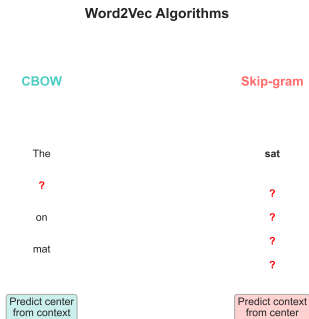 Word2Vec Algorithms
CBOW
The
?
on
mat
Predict center
from context
Skip-gram
sat
?
?
?
?
Predict context
from center